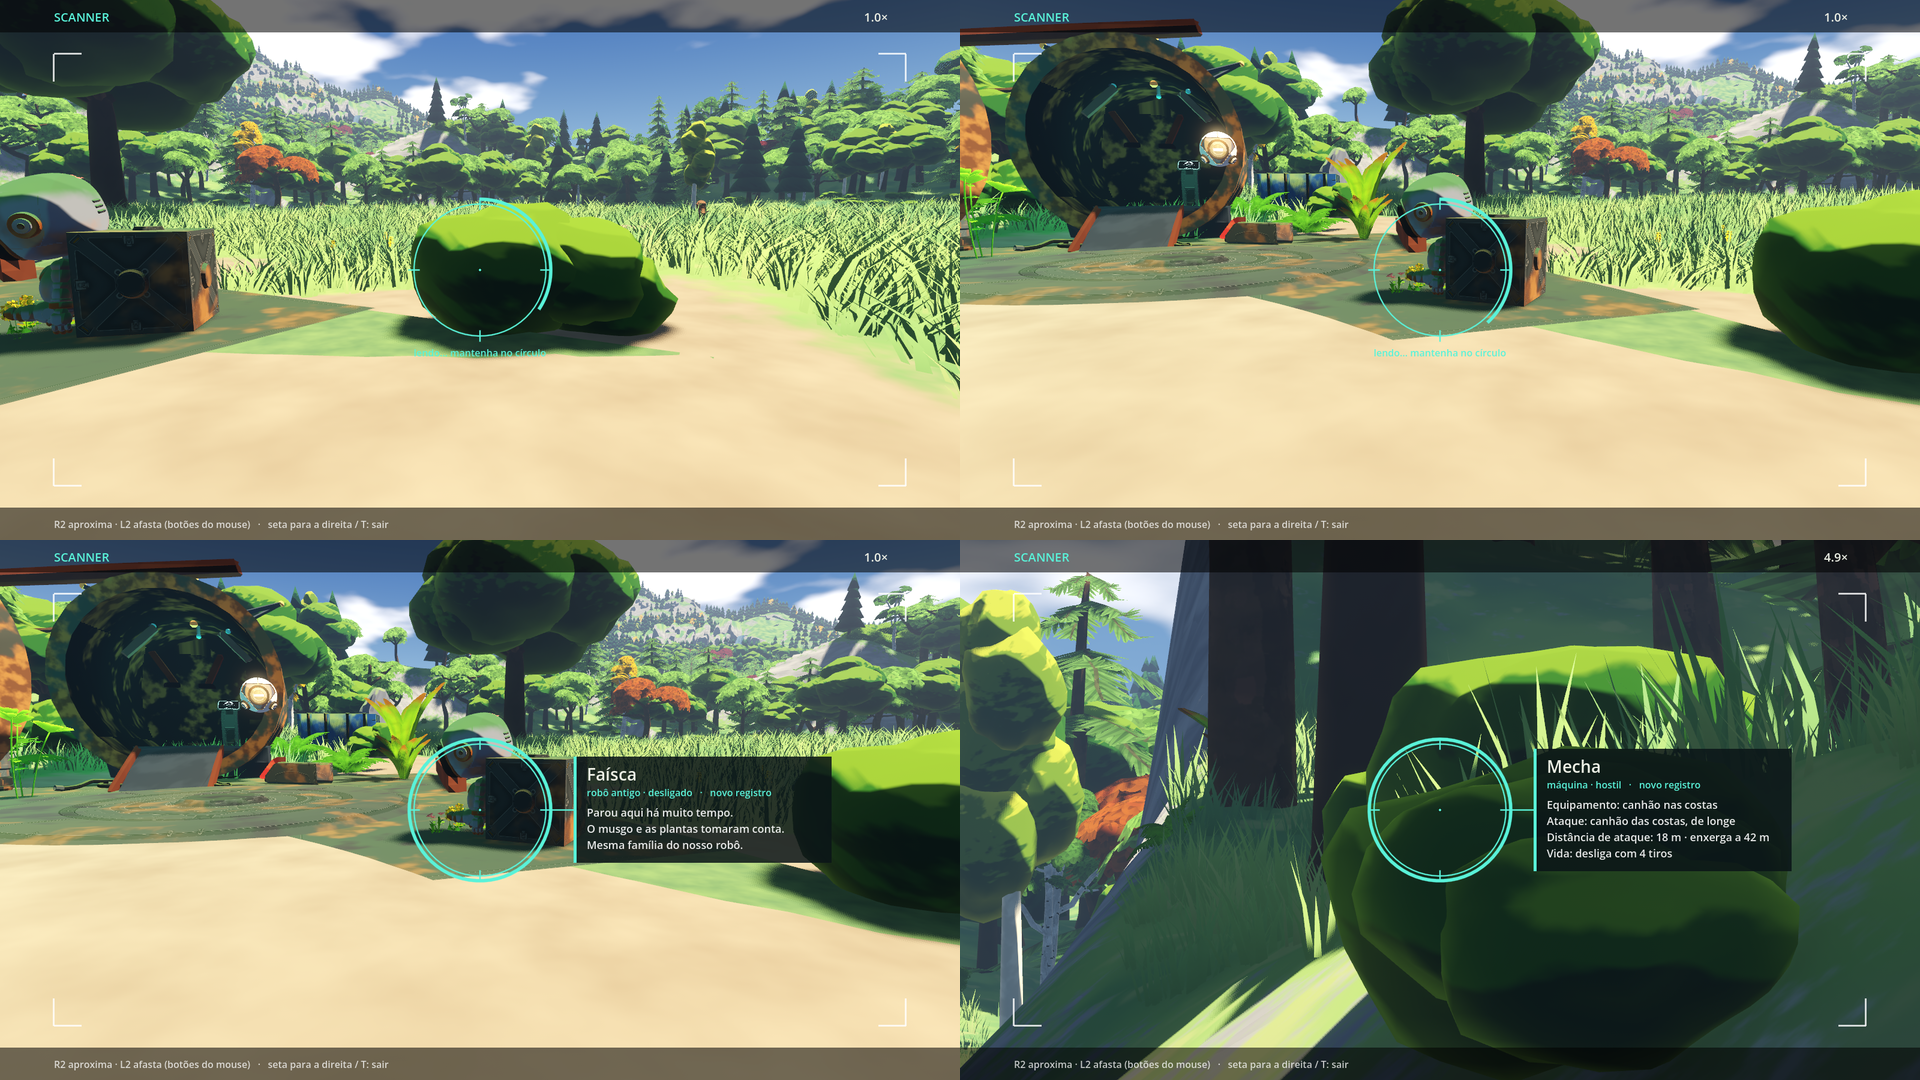 SCANNER
1.0×
lendo... mantenha no círculo
R2 aproxima · L2 afasta (botões do mouse) · seta para a direita / T: sair
SCANNER
1.0×
lendo... mantenha no círculo
R2 aproxima · L2 afasta (botões do mouse) · seta para a direita / T: sair
SCANNER
1.0×
Faísca
robô antigo · desligado · novo registro
Parou aqui há muito tempo.
O musgo e as plantas tomaram conta.
Mesma família do nosso robô.
R2 aproxima · L2 afasta (botões do mouse) · seta para a direita / T: sair
SCANNER
4.9×
Mecha
máquina · hostil · novo registro
Equipamento: canhão nas costas
Ataque: canhão das costas, de longe
Distância de ataque: 18 m · enxerga a 42 m
Vida: desliga com 4 tiros
R2 aproxima · L2 afasta (botões do mouse) · seta para a direita / T: sair